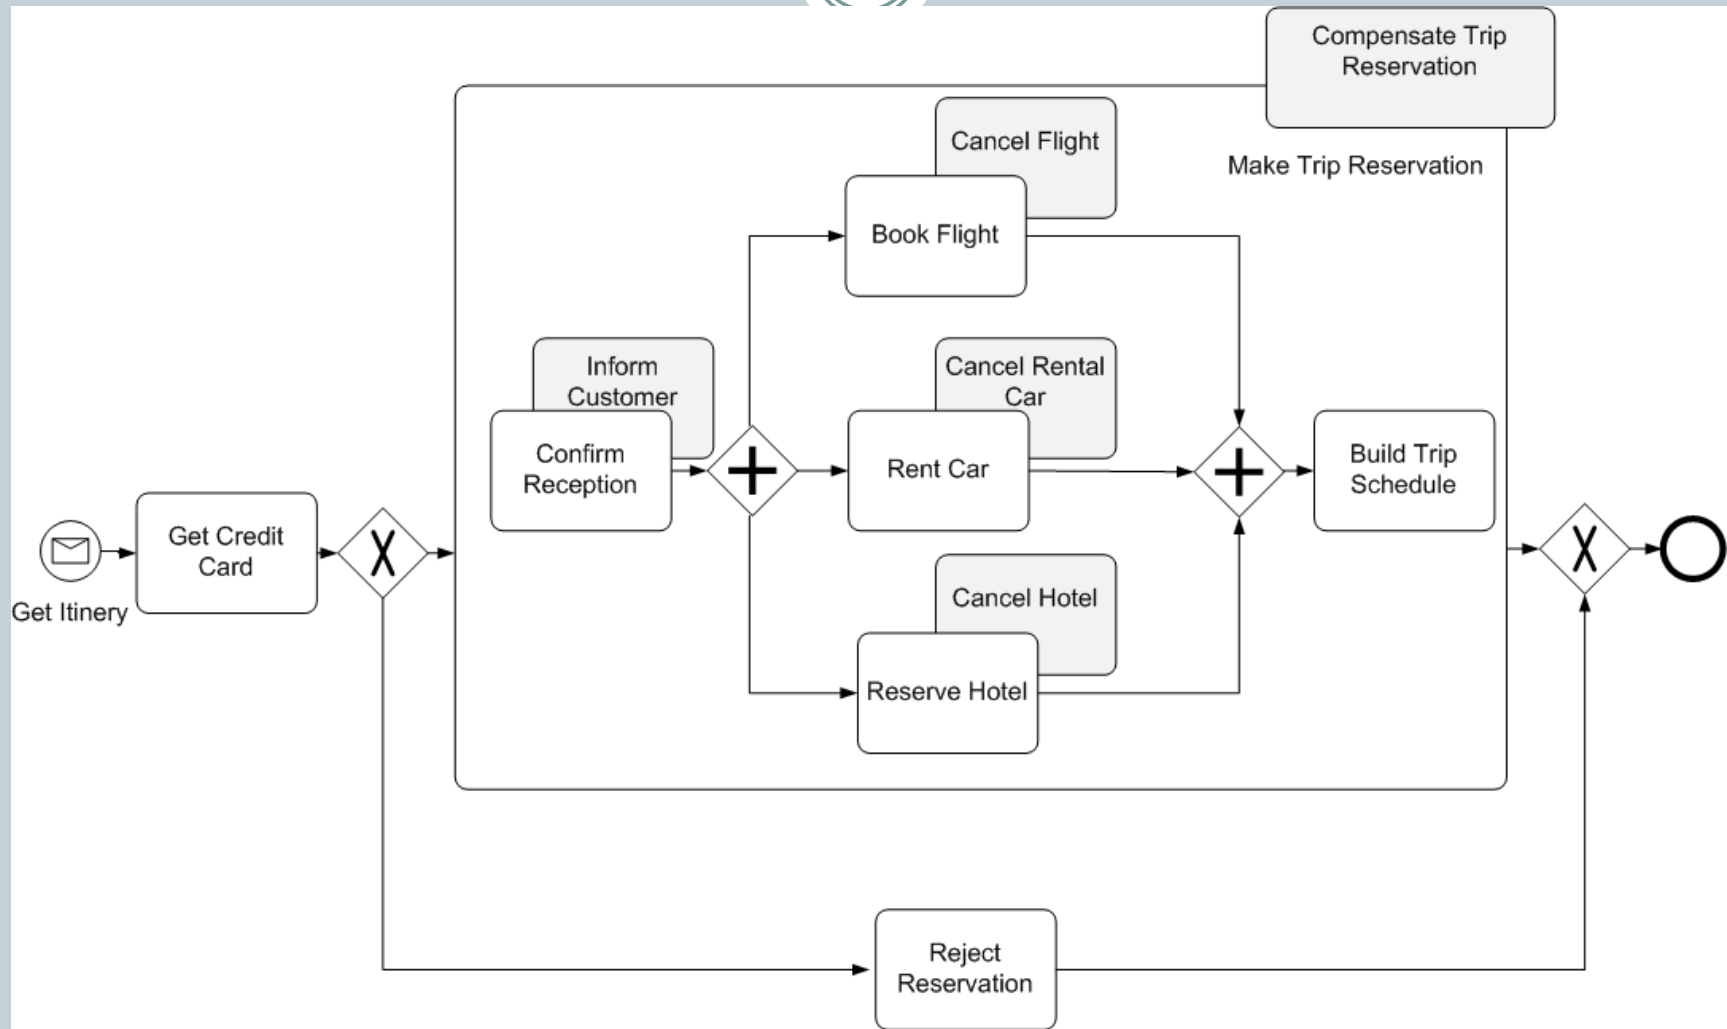 Compensate Trip
Reservation
Cancel Flight
Make Trip Reservation
Book Flight
Inform
Customer
Cancel Rental
Car
Confirm
Reception
Rent Car
Build Trip
Schedule
Get Credit
Card
Get Itinery
Cancel Hotel
Reserve Hotel
Reject
Reservation